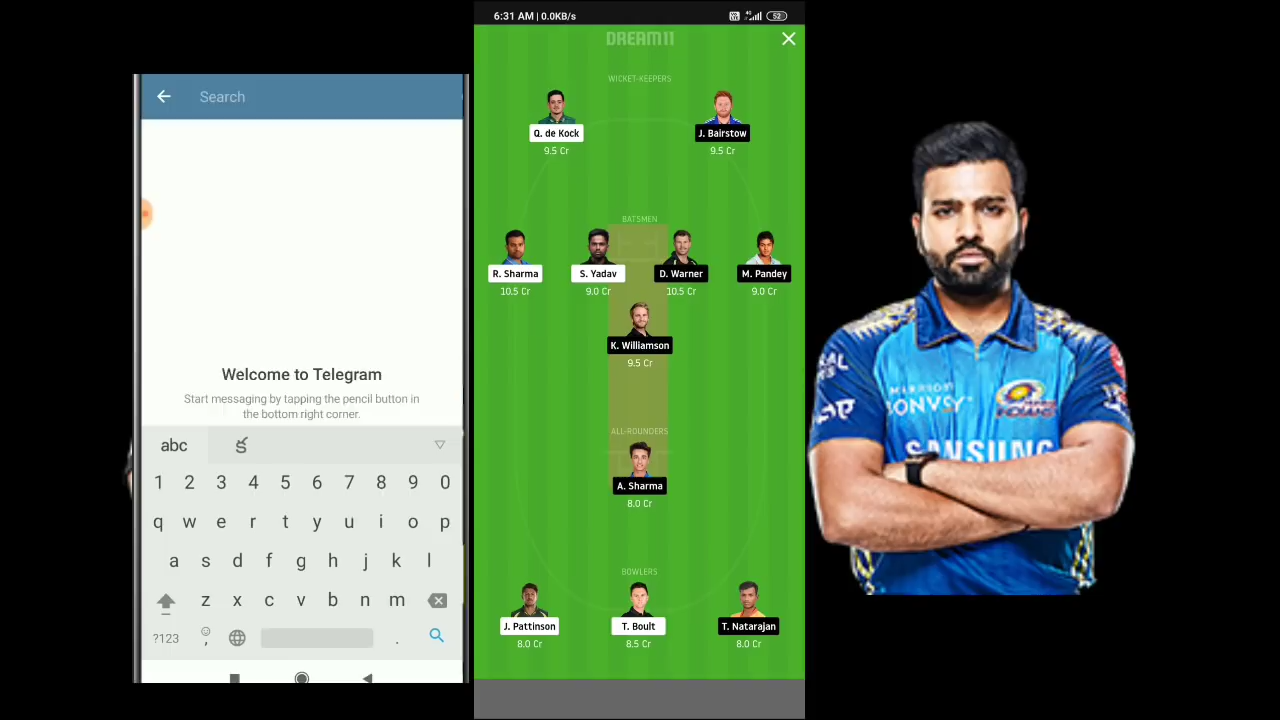 Search
Welcome to Telegram
Start messaging by tapping the pencil button in
the bottom right corner.
abc
1 2 3 4 5 6 7 8 9 0
q w e r t y u i o p
a s d f g h j k l
z x c v b n m
?123 , .
6:31 AM | 0.0KB/s
4G
52
DREAM11
WICKET-KEEPERS
Q. de Kock
9.5 Cr
J. Bairstow
9.5 Cr
BATSMEN
R. Sharma
10.5 Cr
S. Yadav
9.0 Cr
D. Warner
10.5 Cr
M. Pandey
9.0 Cr
K. Williamson
9.5 Cr
ALL-ROUNDERS
A. Sharma
8.0 Cr
BOWLERS
J. Pattinson
8.0 Cr
T. Boult
8.5 Cr
T. Natarajan
8.0 Cr
SAMSUNG